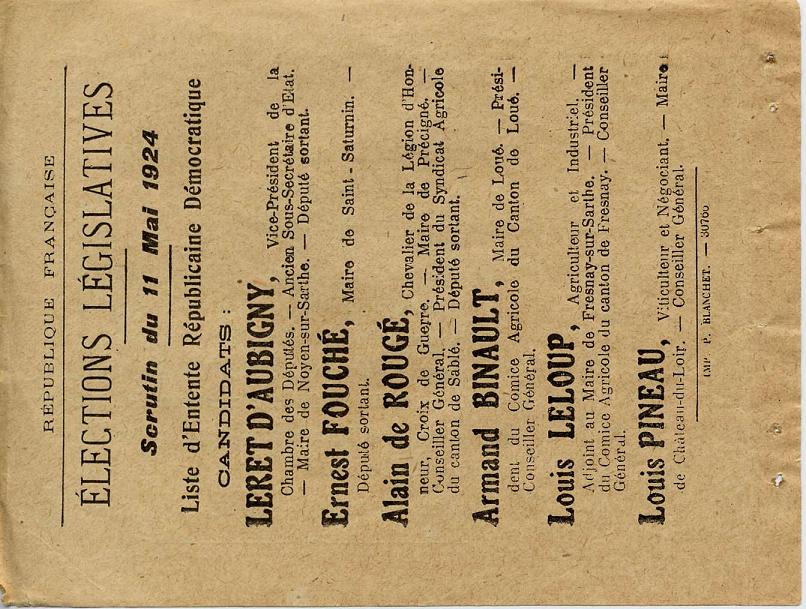 RÉPUBLIQUE FRANÇAISE
ÉLECTIONS LÉGISLATIVES
Scrutin du 11 Mai 1924
Liste d'Entente Républicaine Démocratique
CANDIDATS :
LERET D'AUBIGNY, Vice-Président de la
Chambre des Députés. — Ancien Sous-Secrétaire d'Etat.
— Maire de Noyen-sur-Sarthe. — Député sortant.
Ernest FOUCHÉ, Maire de Saint-Saturnin. —
Député sortant.
Alain de ROUGÉ, Chevalier de la Légion d'Hon-
neur, Croix de Guerre. — Maire de Précigné. —
Conseiller Général. — Président du Syndicat Agricole
du canton de Sablé. — Député sortant.
Armand BINAULT, Maire de Loué. — Prési-
dent du Comice Agricole du Canton de Loué. —
Conseiller Général.
Louis LELOUP, Agriculteur et Industriel. —
Adjoint au Maire de Fresnay-sur-Sarthe. — Président
du Comice Agricole du canton de Fresnay. — Conseiller
Général.
Louis PINEAU, Viticulteur et Négociant. — Maire
de Château-du-Loir. — Conseiller Général.
IMP. P. BLANCHET. — 30760